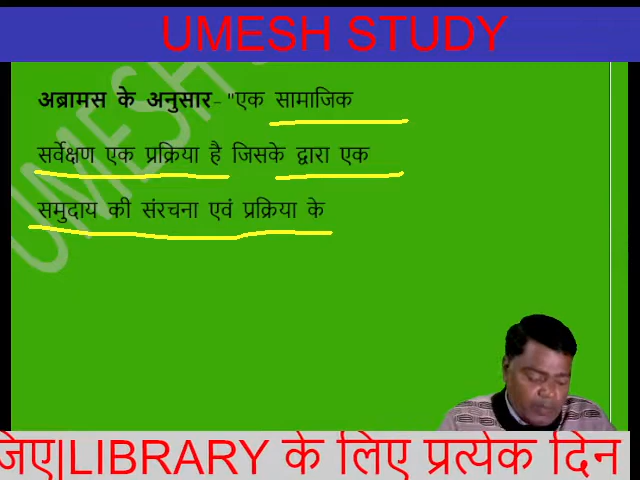 UMESH STUDY
अब्रामस के अनुसार- "एक सामाजिक
सर्वेक्षण एक प्रक्रिया है जिसके द्वारा एक
समुदाय की संरचना एवं प्रक्रिया के
LIBRARY के लिए प्रत्येक दिन